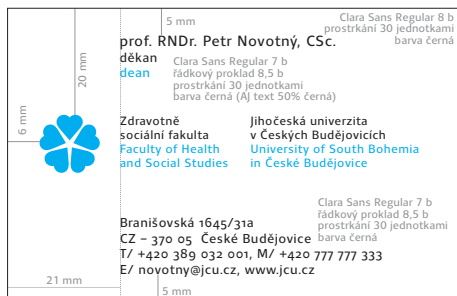 5 mm
Clara Sans Regular 8 b
prostrkání 30 jednotkami
barva černá
prof. RNDr. Petr Novotný, CSc.
děkan
dean
Clara Sans Regular 7 b
řádkový proklad 8,5 b
prostrkání 30 jednotkami
barva černá (AJ text 50% černá)
20 mm
6 mm
Zdravotně
sociální fakulta
Faculty of Health
and Social Studies
Jihočeská univerzita
v Českých Budějovicích
University of South Bohemia
in České Budějovice
Clara Sans Regular 7 b
řádkový proklad 8,5 b
prostrkání 30 jednotkami
barva černá
Branišovská 1645/31a
CZ – 370 05 České Budějovice
T/ +420 389 032 001, M/ +420 777 777 333
E/ novotny@jcu.cz, www.jcu.cz
21 mm
5 mm